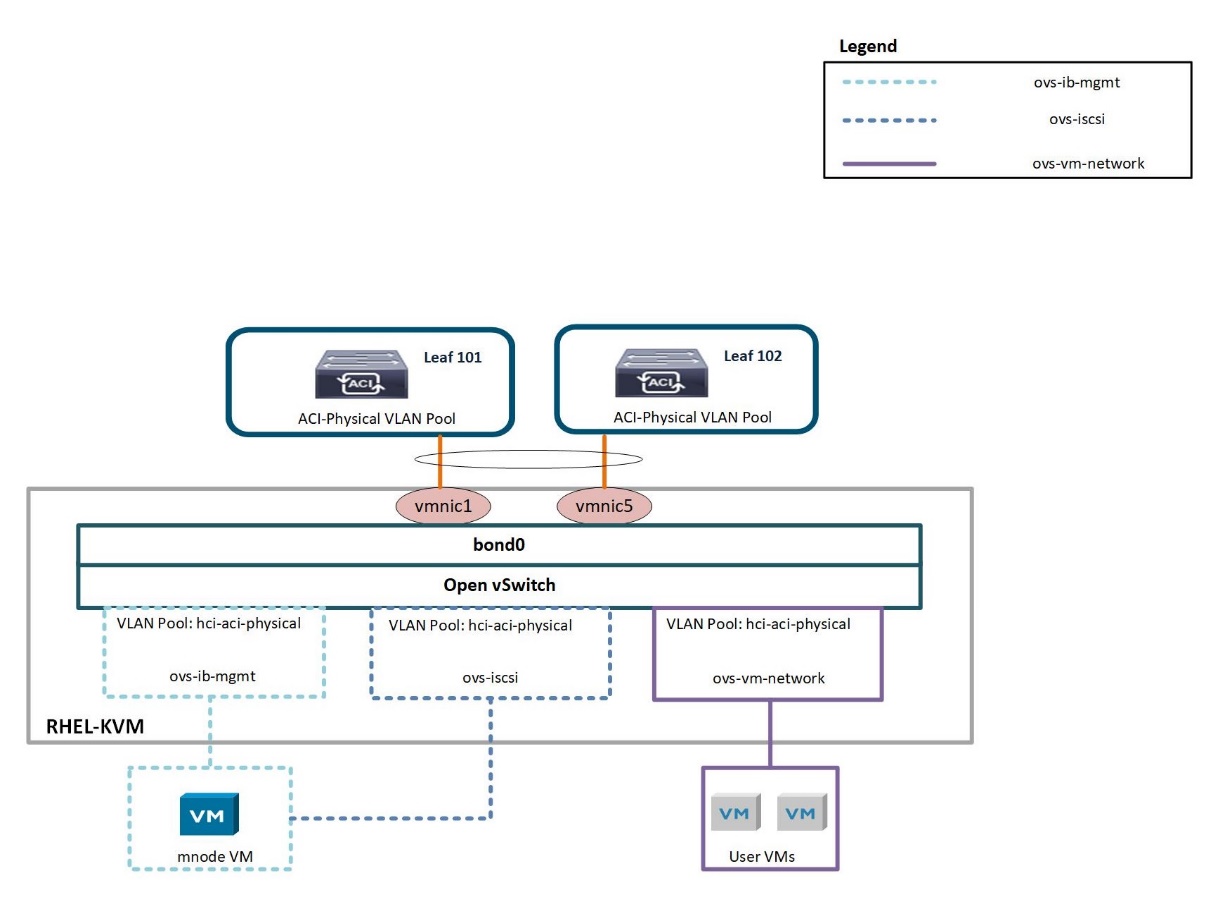 Legend
ovs-ib-mgmt
ovs-iscsi
ovs-vm-network
Leaf 101
ACI
ACI-Physical VLAN Pool
Leaf 102
ACI
ACI-Physical VLAN Pool
vmnic1
vmnic5
bond0
Open vSwitch
VLAN Pool: hci-aci-physical
ovs-ib-mgmt
VLAN Pool: hci-aci-physical
ovs-iscsi
VLAN Pool: hci-aci-physical
ovs-vm-network
RHEL-KVM
VM
mnode VM
VM
VM
User VMs